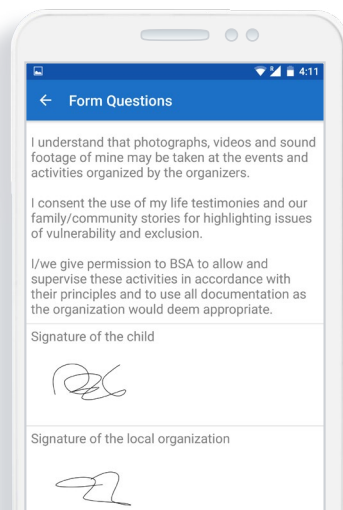 4:11
Form Questions
I understand that photographs, videos and sound
footage of mine may be taken at the events and
activities organized by the organizers.
I consent the use of my life testimonies and our
family/community stories for highlighting issues
of vulnerability and exclusion.
I/we give permission to BSA to allow and
supervise these activities in accordance with
their principles and to use all documentation as
the organization would deem appropriate.
Signature of the child
Signature of the local organization